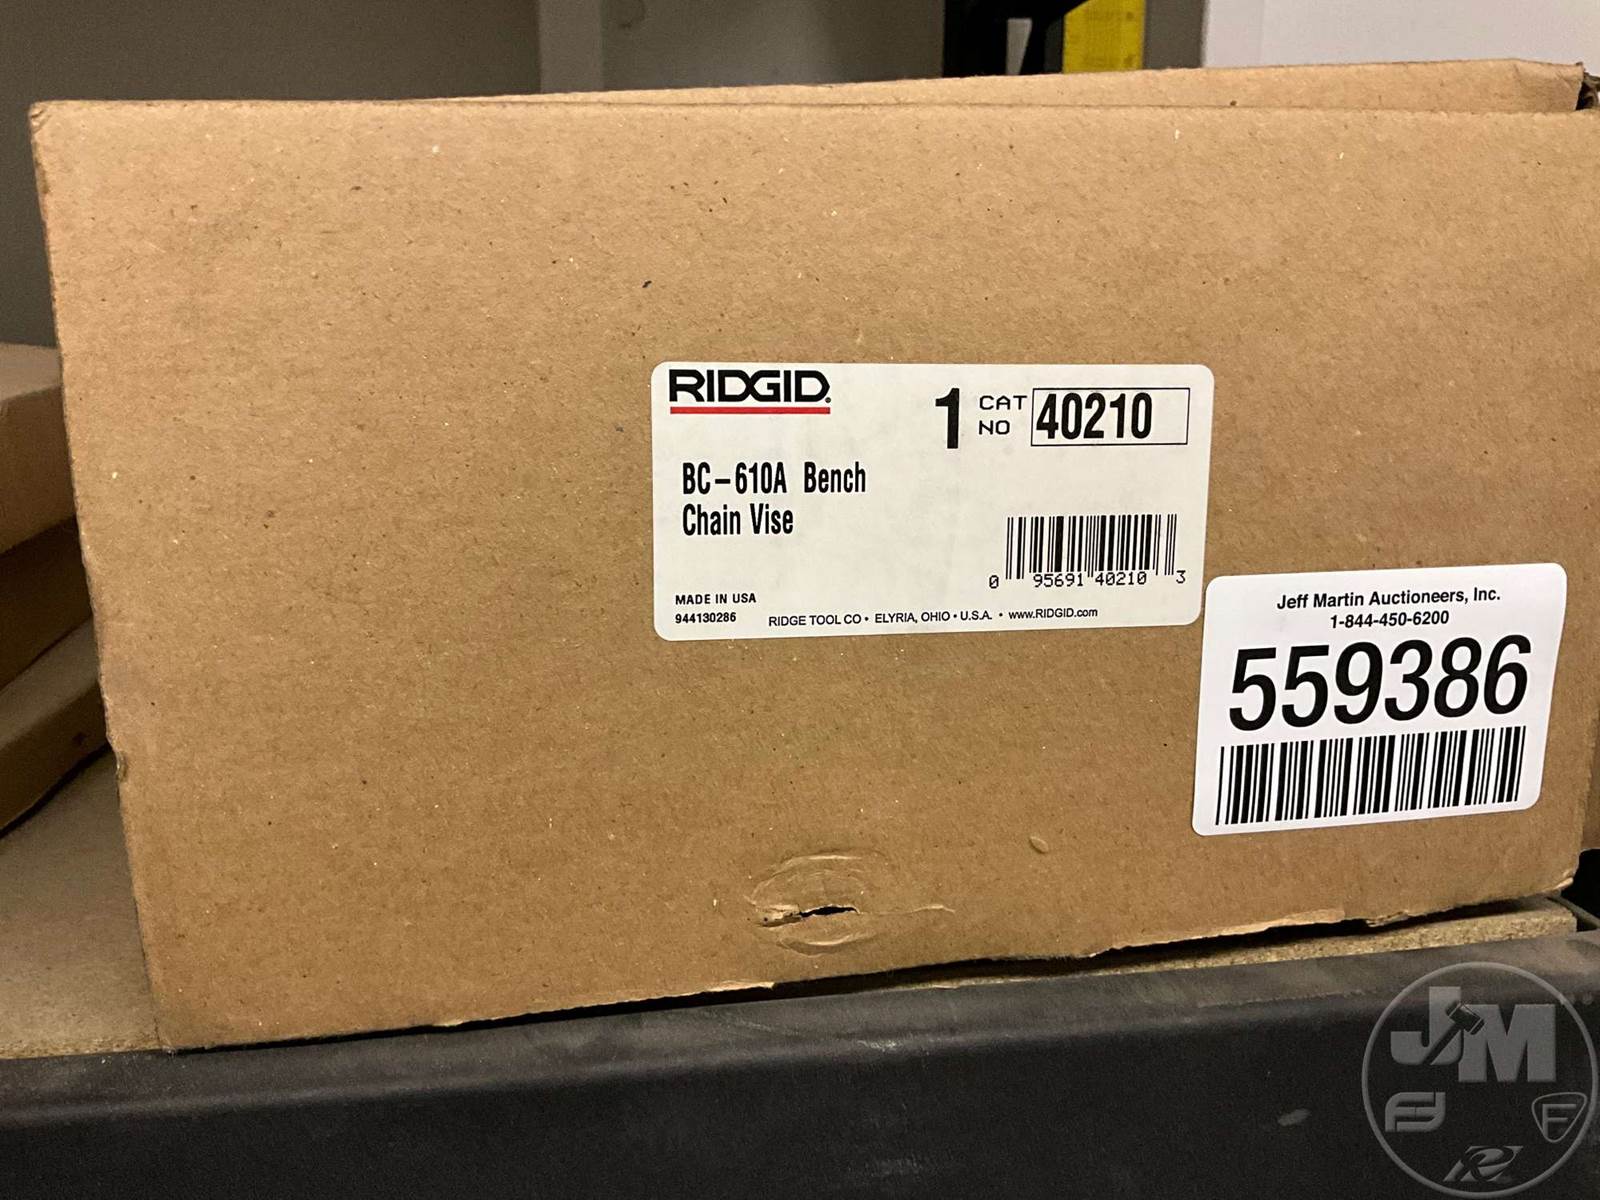 RIDGID.
1 CAT NO 40210
BC-610A Bench
Chain Vise
0 95691 40210 3
MADE IN USA
944130286
RIDGE TOOL CO • ELYRIA, OHIO • U.S.A. • www.RIDGID.com
Jeff Martin Auctioneers, Inc.
1-844-450-6200
559386
JM
F